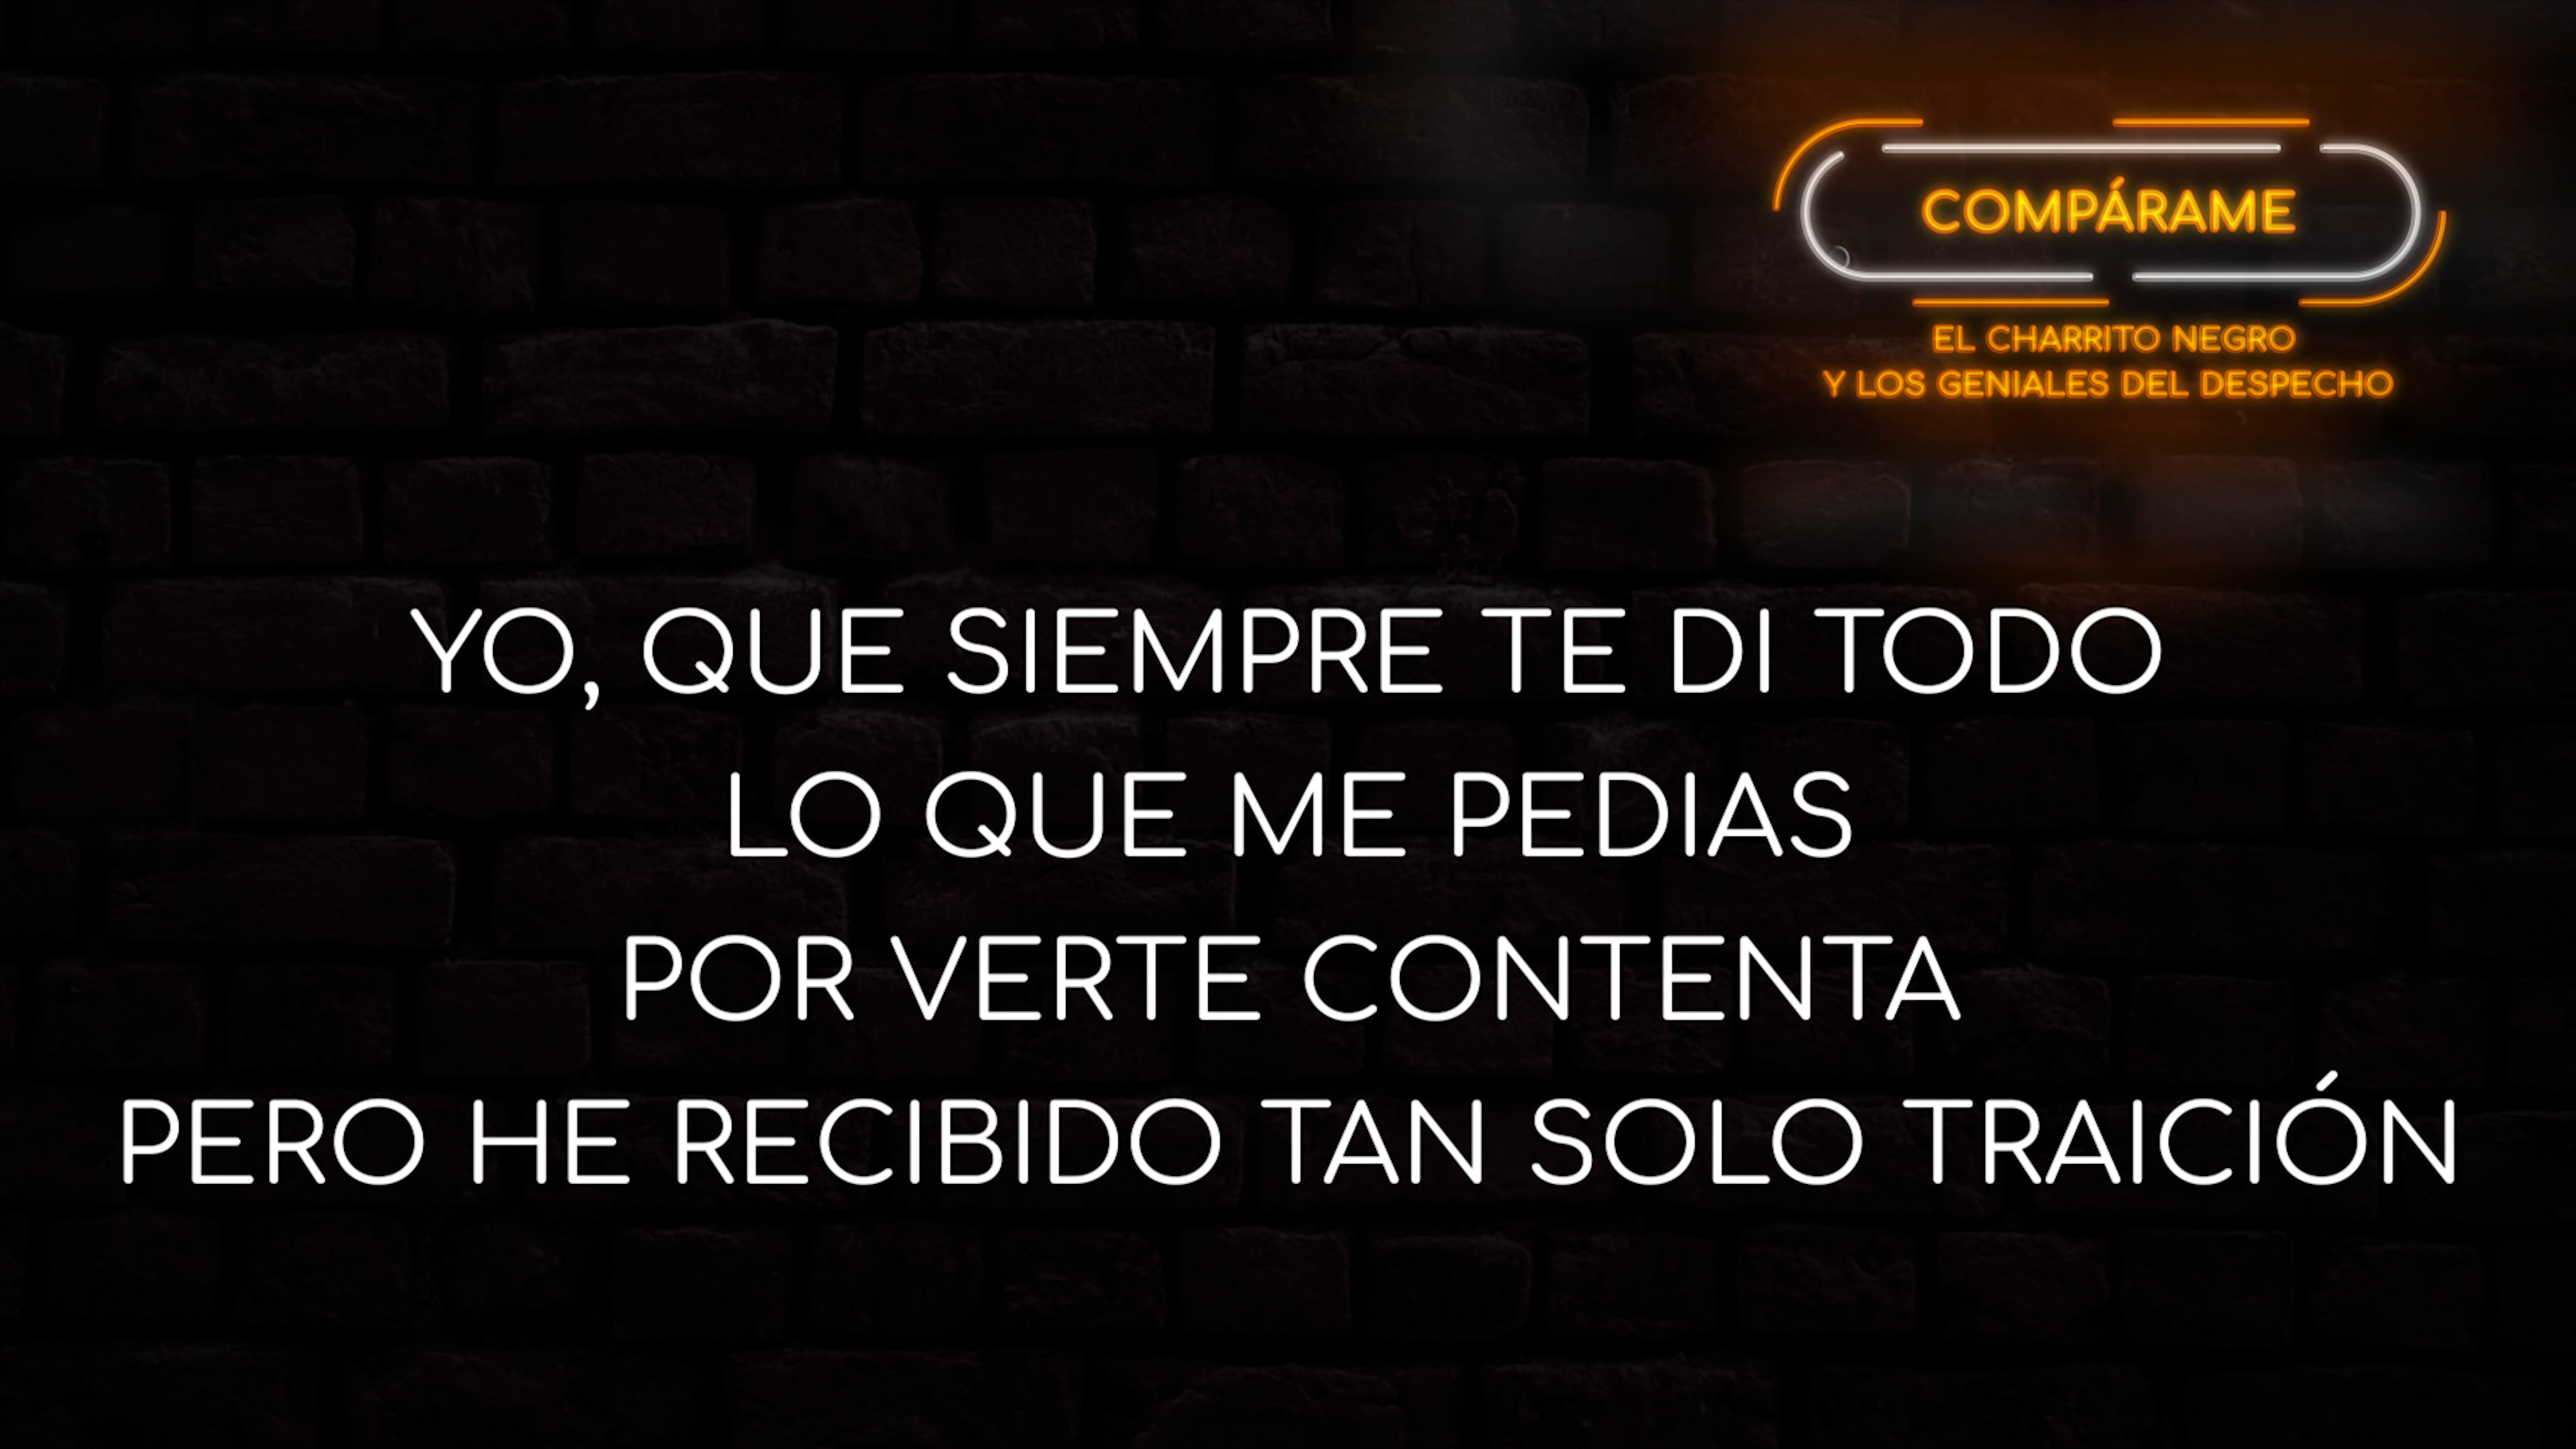 COMPÁRAME
EL CHARRITO NEGRO
Y LOS GENIALES DEL DESPECHO
YO, QUE SIEMPRE TE DI TODO
LO QUE ME PEDIAS
POR VERTE CONTENTA
PERO HE RECIBIDO TAN SOLO TRAICIÓN